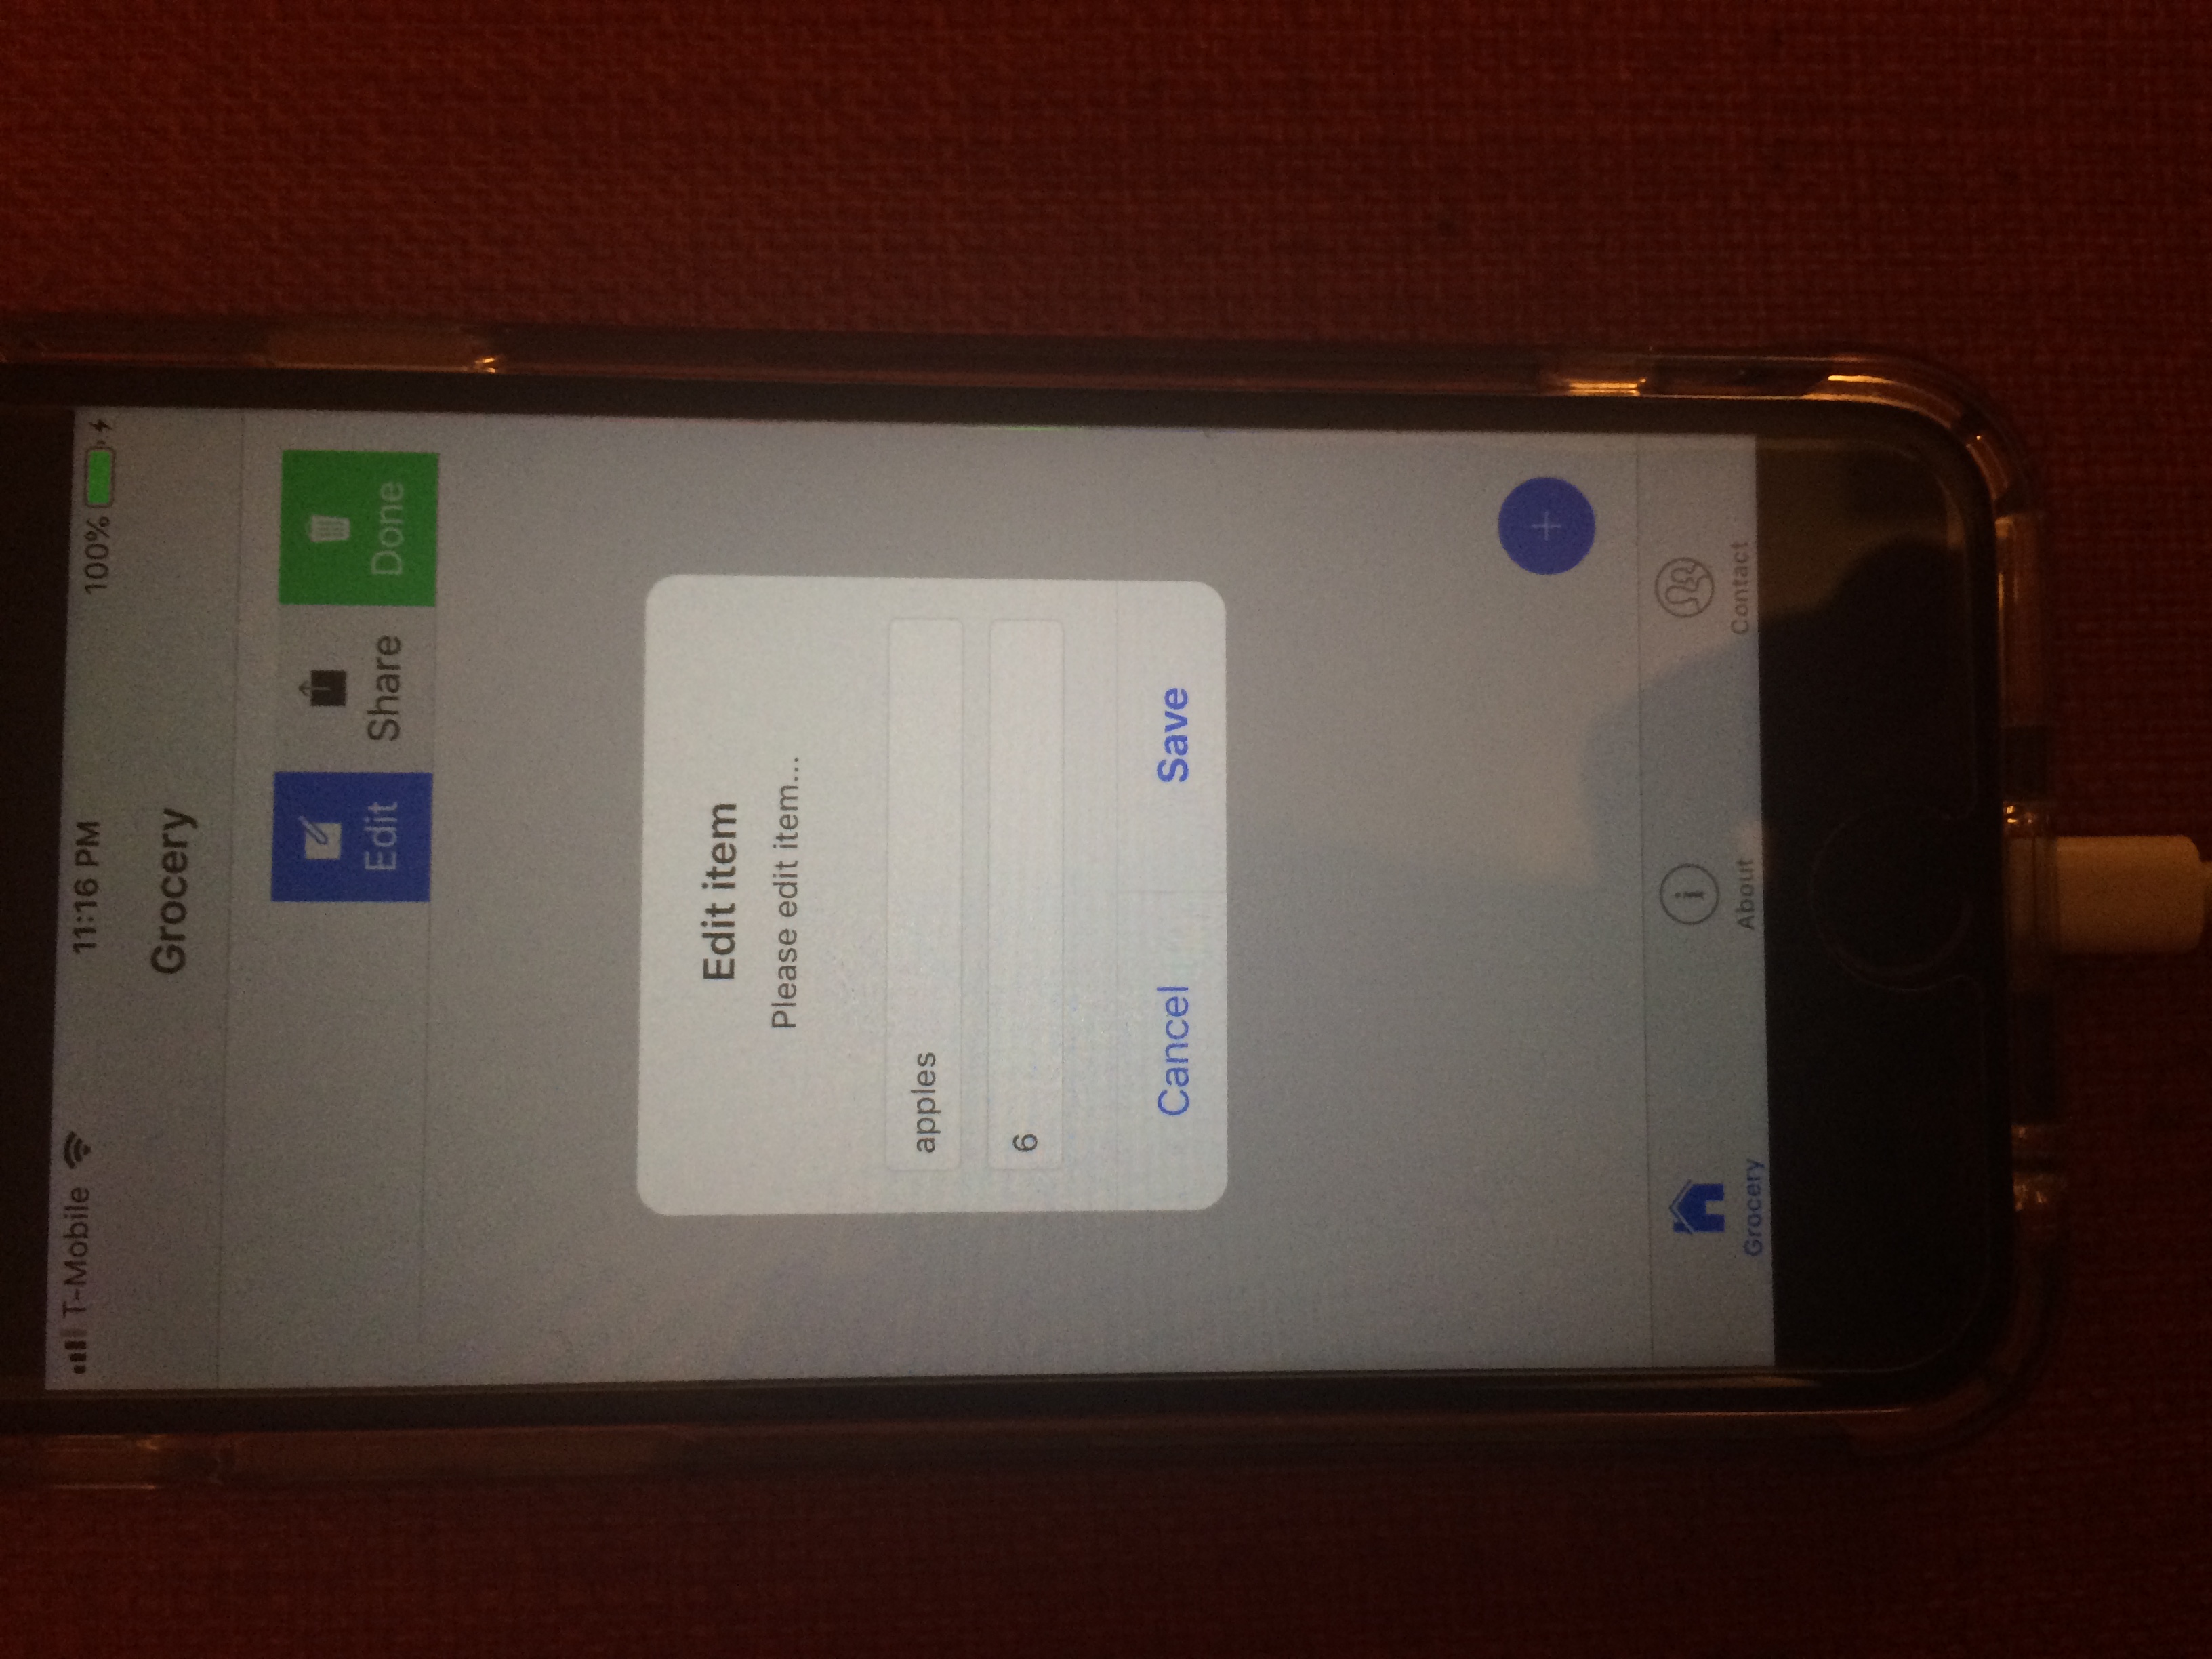 T-Mobile 11:16 PM 100%
Grocery
Edit Share Done
Edit item
Please edit item...
apples
6
Cancel Save
Grocery About Contact